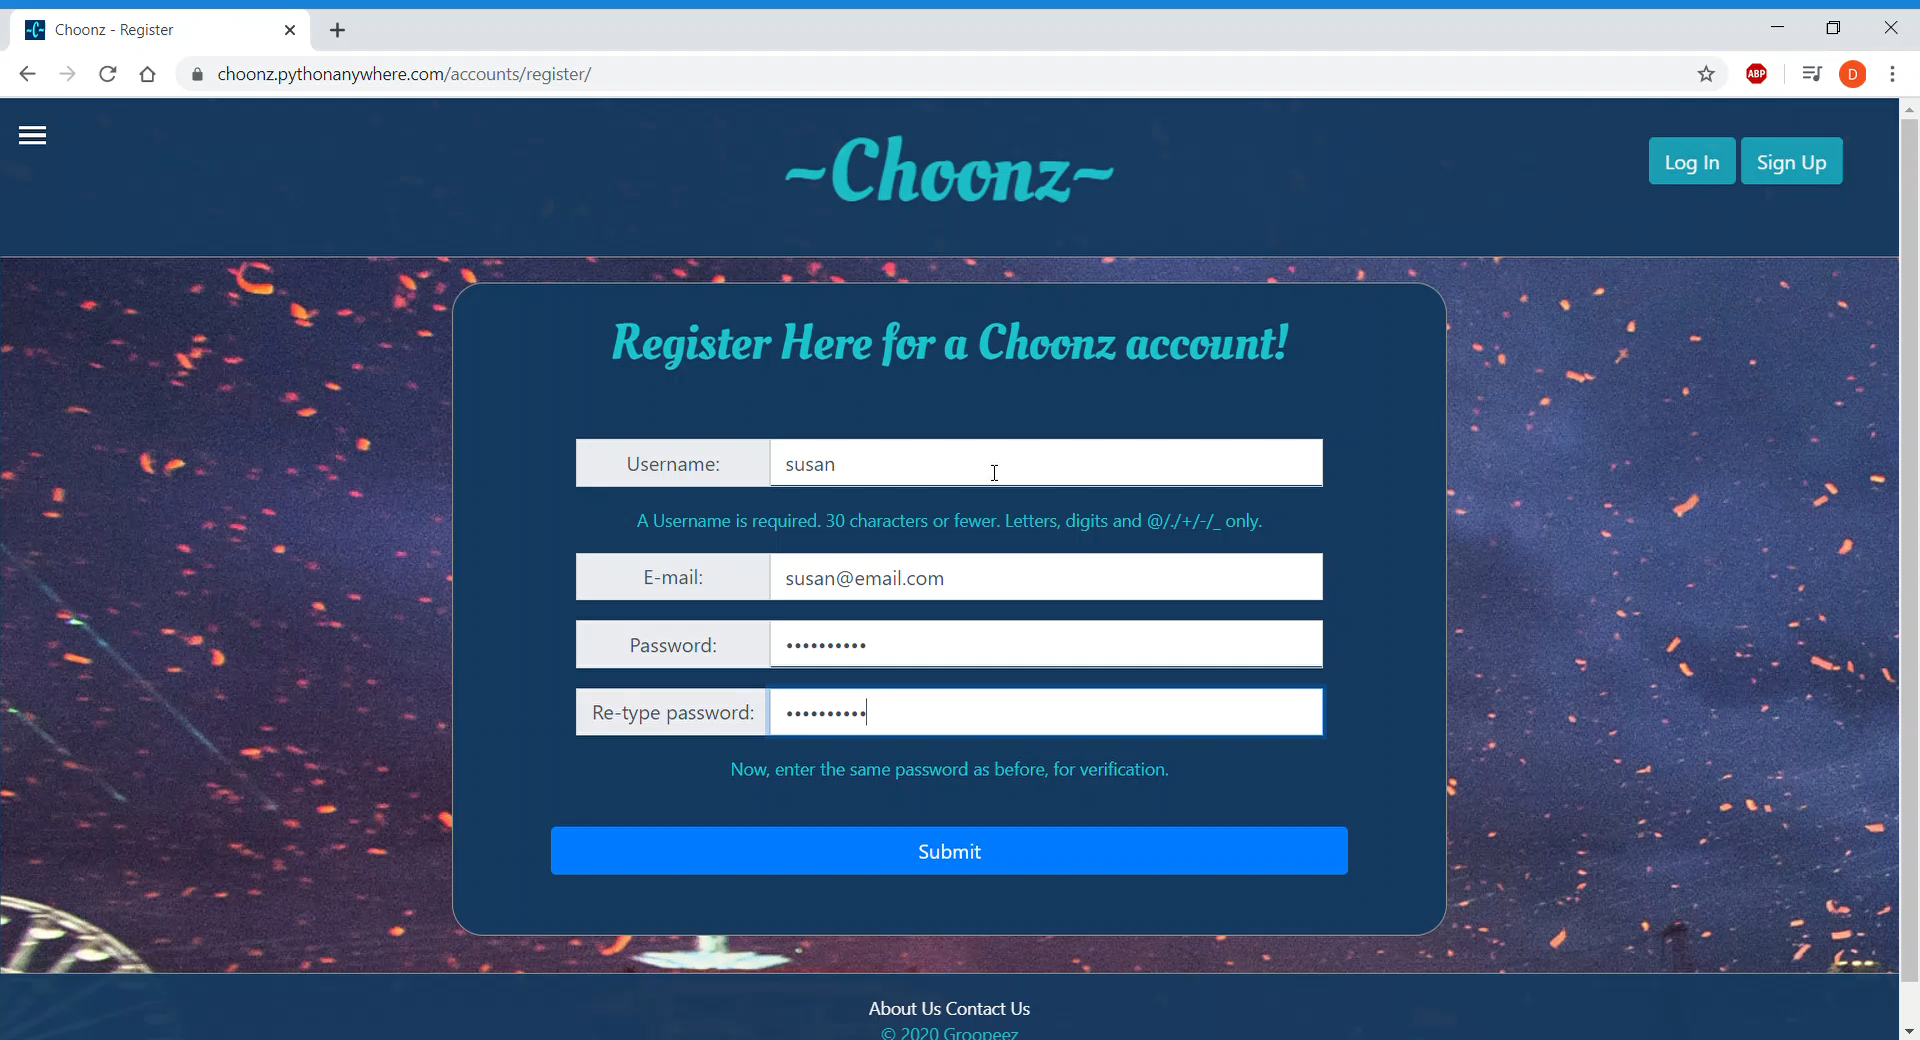 Choonz - Register
choonz.pythonanywhere.com/accounts/register/
ABP
D
~Choonz~
Log In
Sign Up
Register Here for a Choonz account!
Username:
susan
A Username is required. 30 characters or fewer. Letters, digits and @/./+/-/_ only.
E-mail:
susan@email.com
Password:
••••••••••
Re-type password:
••••••••••
Now, enter the same password as before, for verification.
Submit
About Us Contact Us
© 2020 Groopeez